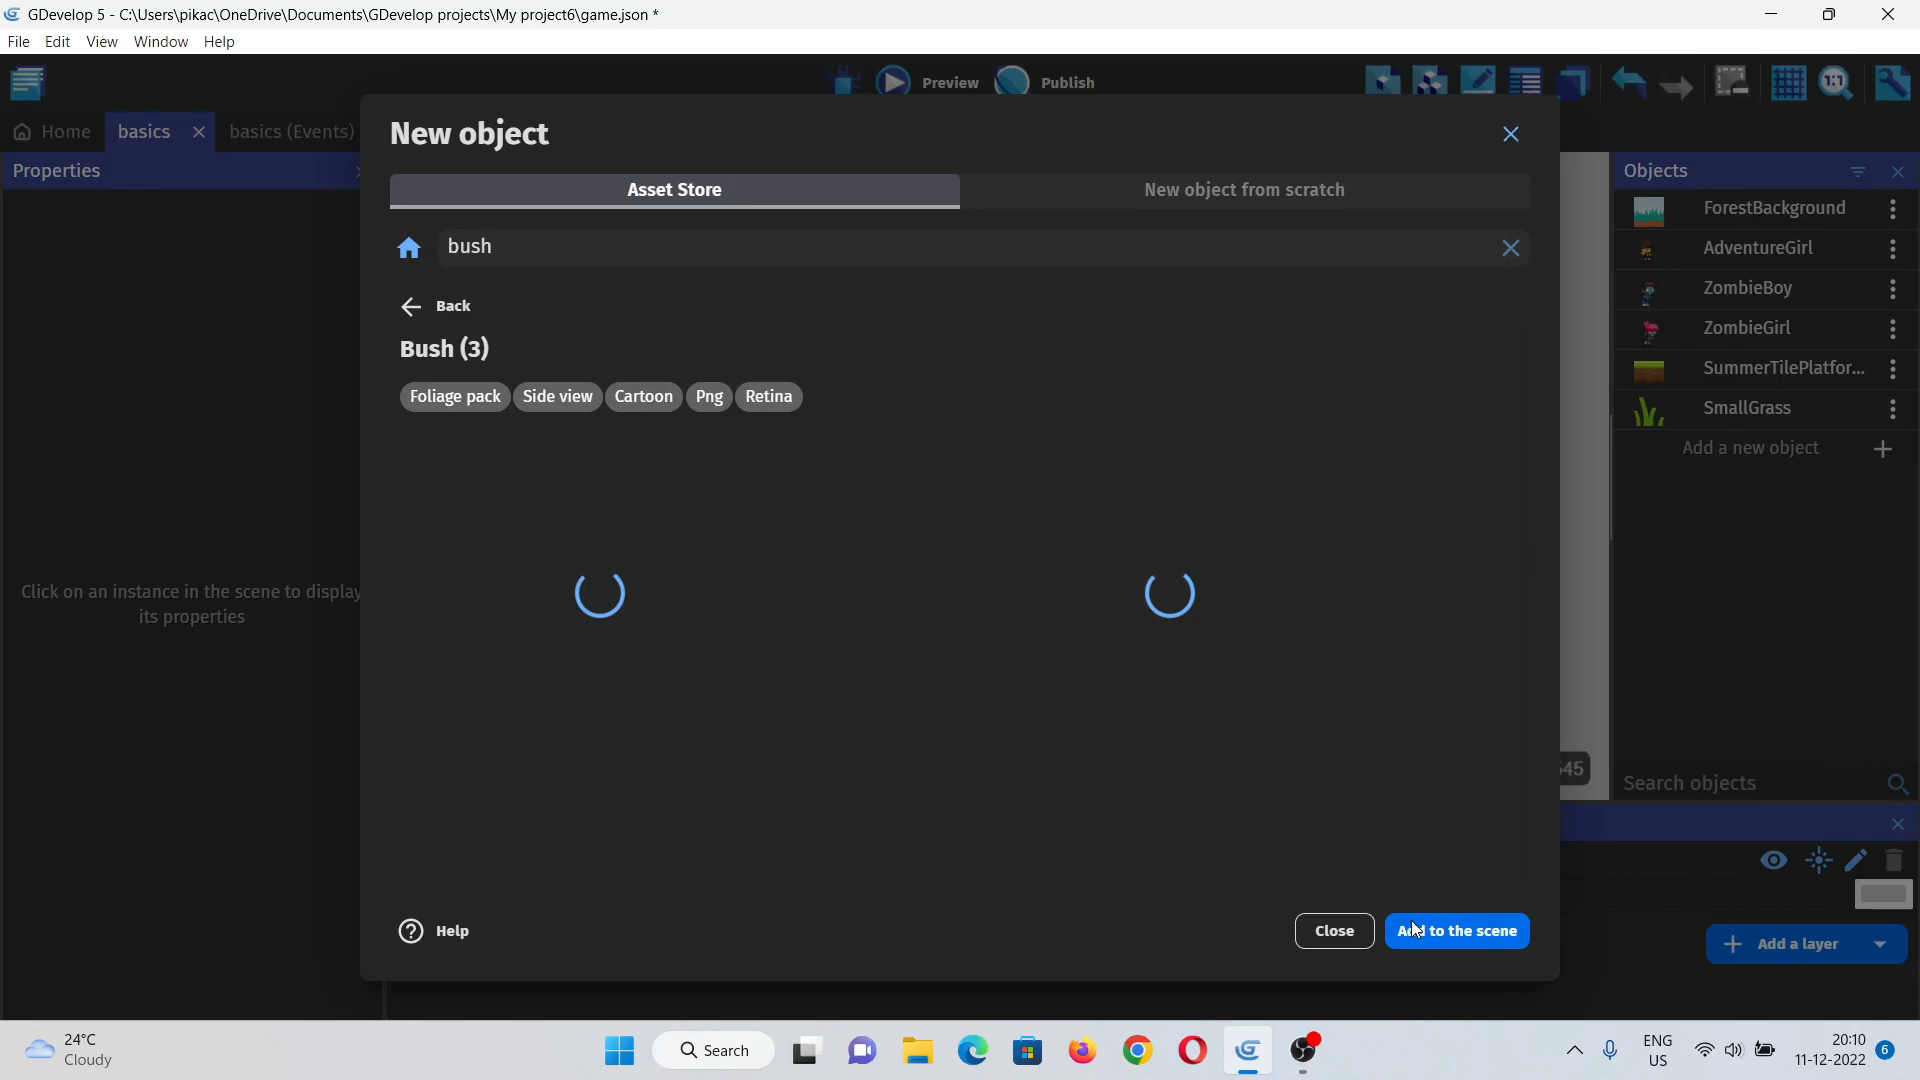 GDevelop 5 - C:\Users\pikac\OneDrive\Documents\GDevelop projects\My project6\game.json *
File Edit View Window Help
Preview Publish
1:1
Home basics basics (Events)
Properties
New object
Asset Store New object from scratch
bush
Back
Bush (3)
Foliage pack Side view Cartoon Png Retina
Click on an instance in the scene to display
its properties
Help
Close Add to the scene
Objects
ForestBackground
AdventureGirl
ZombieBoy
ZombieGirl
SummerTilePlatfor...
SmallGrass
Add a new object
Search objects
Add a layer
24°C
Cloudy
Search
ENG
US
20:10
11-12-2022
6